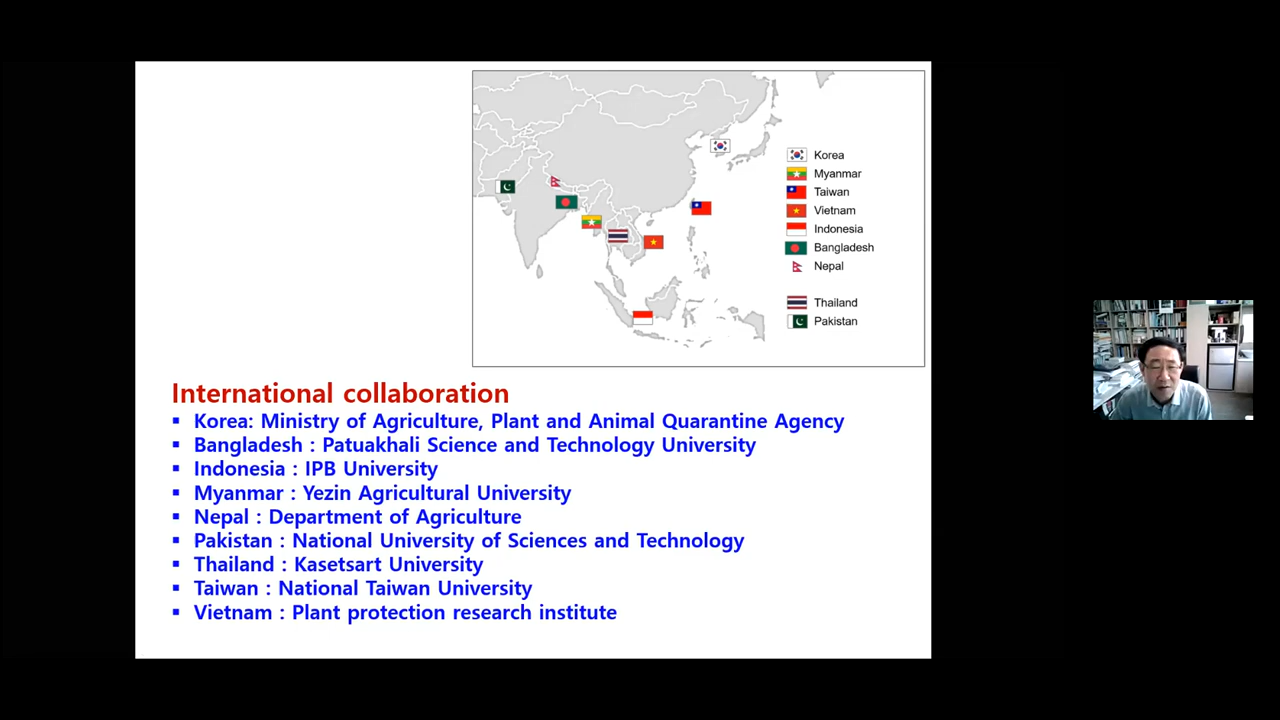 Korea
Myanmar
Taiwan
Vietnam
Indonesia
Bangladesh
Nepal
Thailand
Pakistan
International collaboration
▪ Korea: Ministry of Agriculture, Plant and Animal Quarantine Agency
▪ Bangladesh : Patuakhali Science and Technology University
▪ Indonesia : IPB University
▪ Myanmar : Yezin Agricultural University
▪ Nepal : Department of Agriculture
▪ Pakistan : National University of Sciences and Technology
▪ Thailand : Kasetsart University
▪ Taiwan : National Taiwan University
▪ Vietnam : Plant protection research institute